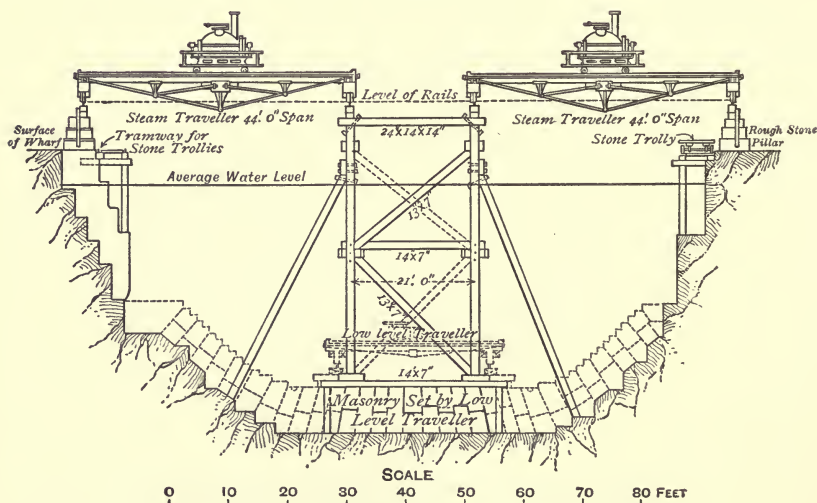 Level of Rails
Steam Traveller 44'. 0" Span
Steam Traveller 44'. 0" Span
24×14×14"
Surface
of Wharf
Tramway for
Stone Trollies
Stone Trolly
Rough Stone
Pillar
Average Water Level
13×7"
14×7"
21'. 0"
13×7"
Low level Traveller
14×7"
Masonry Set by Low
Level Traveller
SCALE
0 10 20 30 40 50 60 70 80 FEET